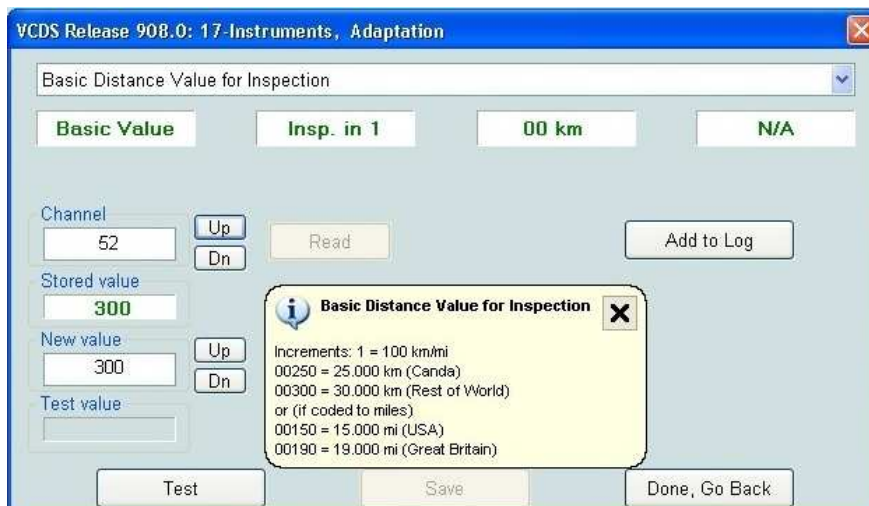 VCDS Release 908.0: 17-Instruments, Adaptation
Basic Distance Value for Inspection
Basic Value Insp. in 1 00 km N/A
Channel
52
Up
Dn
Read
Add to Log
Stored value
300
New value
300
Up
Dn
Test value
Basic Distance Value for Inspection
Increments: 1 = 100 km/mi
00250 = 25.000 km (Canda)
00300 = 30.000 km (Rest of World)
or (if coded to miles)
00150 = 15.000 mi (USA)
00190 = 19.000 mi (Great Britain)
Test Save Done, Go Back